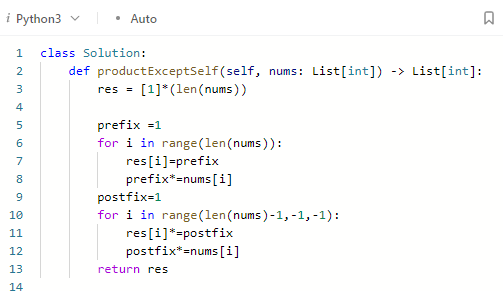 i Python3 • Auto
1 class Solution:
2     def productExceptSelf(self, nums: List[int]) -> List[int]:
3         res = [1]*(len(nums))
4
5         prefix =1
6         for i in range(len(nums)):
7             res[i]=prefix
8             prefix*=nums[i]
9         postfix=1
10         for i in range(len(nums)-1,-1,-1):
11             res[i]*=postfix
12             postfix*=nums[i]
13         return res
14